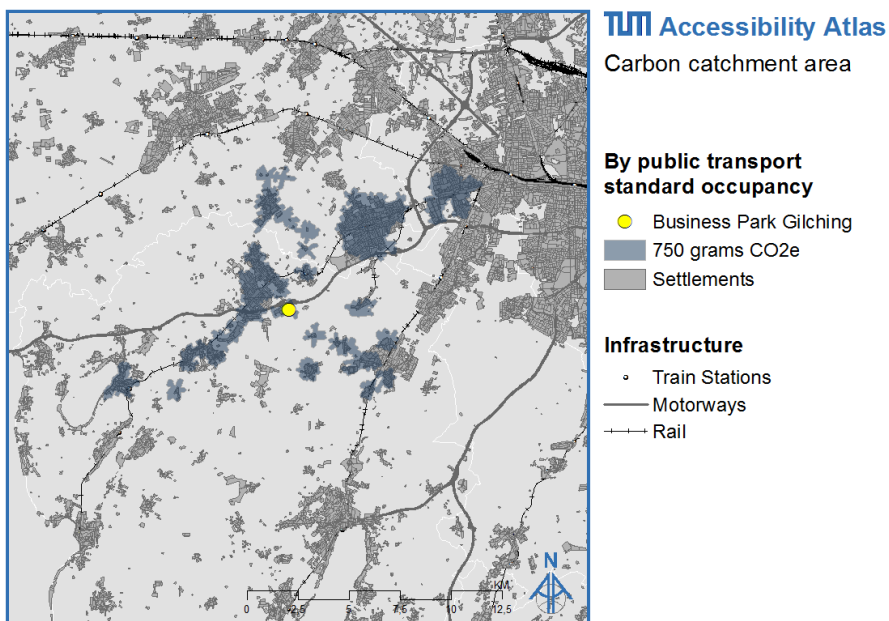 TUM Accessibility Atlas
Carbon catchment area
By public transport
standard occupancy
Business Park Gilching
750 grams CO2e
Settlements
Infrastructure
Train Stations
Motorways
Rail
N
KM
0 2,5 5 7,5 10 12,5